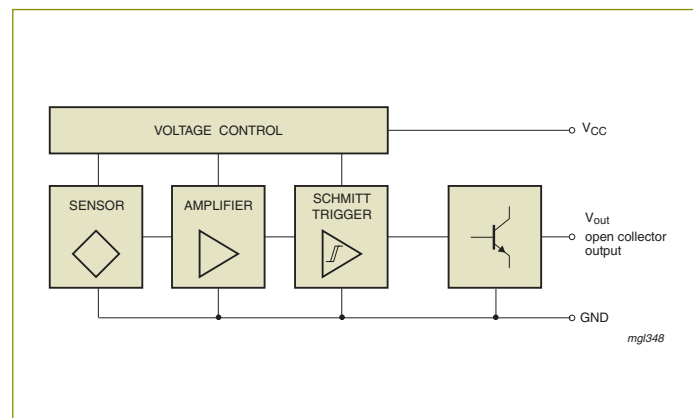 VOLTAGE CONTROL
VCC
SENSOR
AMPLIFIER
SCHMITT
TRIGGER
Vout
open collector
output
GND
mgl348